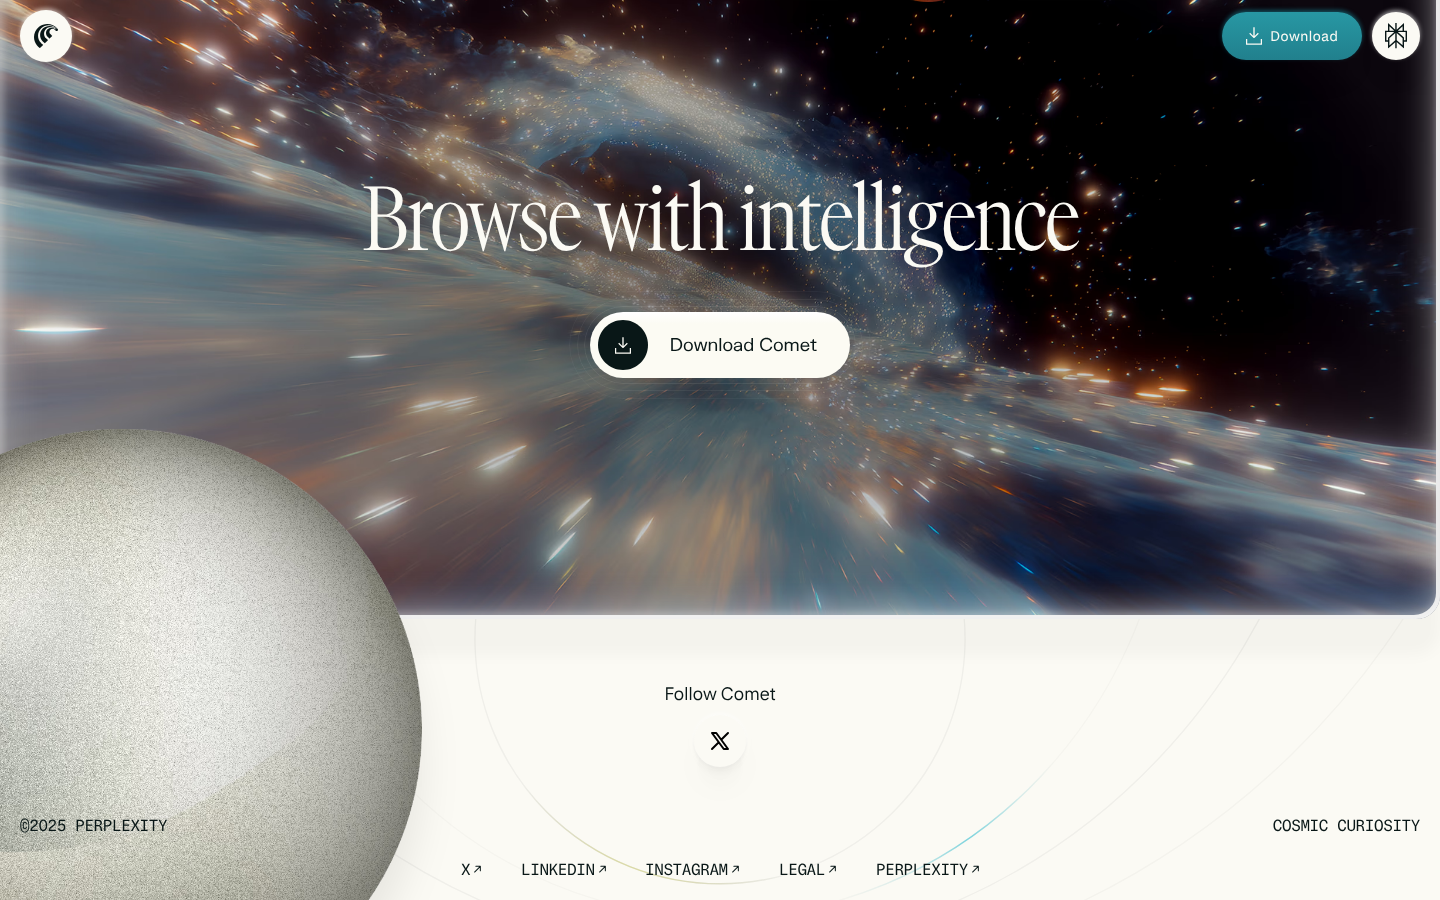 Download
Browse with intelligence
Download Comet
Follow Comet
©2025 PERPLEXITY
COSMIC CURIOSITY
X↗ LINKEDIN↗ INSTAGRAM↗ LEGAL↗ PERPLEXITY↗